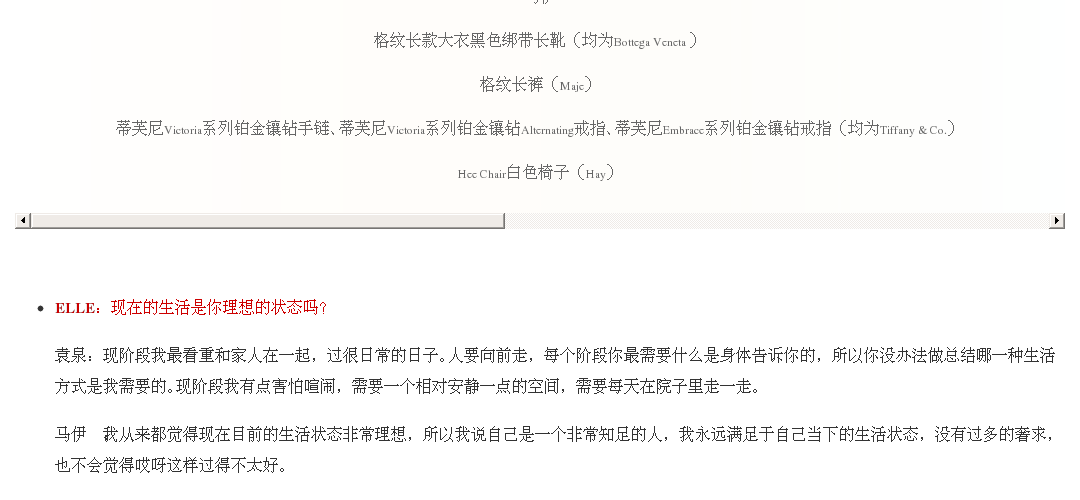 格纹长款大衣黑色绑带长靴（均为Bottega Veneta ）
格纹长裤（Maje）
蒂芙尼Victoria系列铂金镶钻手链、蒂芙尼Victoria系列铂金镶钻Alternating戒指、蒂芙尼Embrace系列铂金镶钻戒指（均为Tiffany & Co.）
Hee Chair白色椅子（Hay）
ELLE：现在的生活是你理想的状态吗?
袁泉：现阶段我最看重和家人在一起，过很日常的日子。人要向前走，每个阶段你最需要什么是身体告诉你的，所以你没办法做总结哪一种生活
方式是我需要的。现阶段我有点害怕喧闹，需要一个相对安静一点的空间，需要每天在院子里走一走。
马伊 我从来都觉得现在目前的生活状态非常理想，所以我说自己是一个非常知足的人，我永远满足于自己当下的生活状态，没有过多的奢求，
也不会觉得哎呀这样过得不太好。